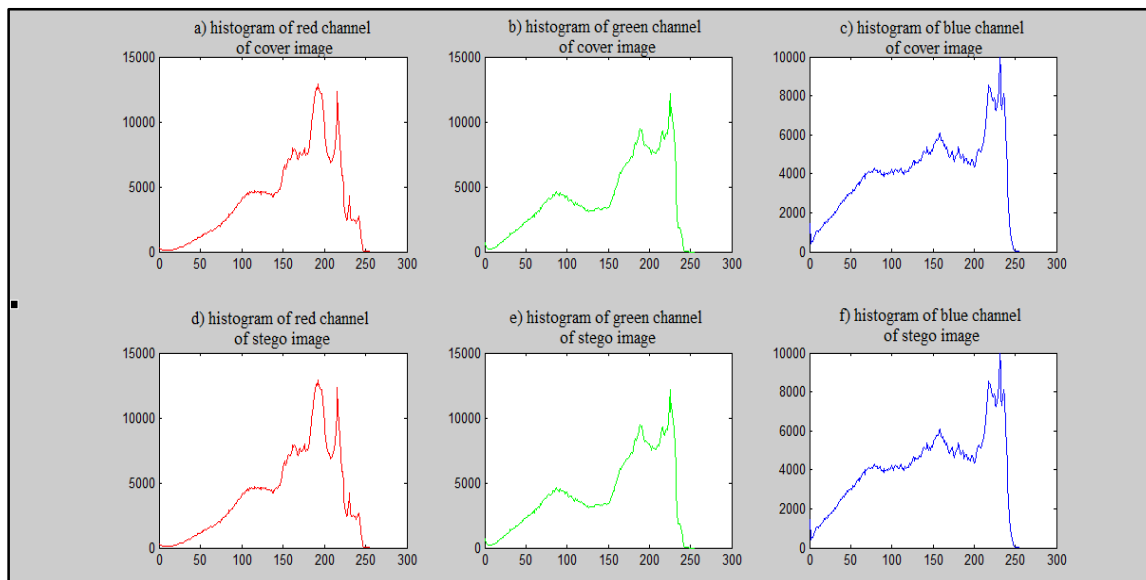 a) histogram of red channel
of cover image
b) histogram of green channel
of cover image
c) histogram of blue channel
of cover image
15000
10000
5000
0
0 50 100 150 200 250 300
15000
10000
5000
0
0 50 100 150 200 250 300
10000
8000
6000
4000
2000
0
0 50 100 150 200 250 300
d) histogram of red channel
of stego image
e) histogram of green channel
of stego image
f) histogram of blue channel
of stego image
15000
10000
5000
0
0 50 100 150 200 250 300
15000
10000
5000
0
0 50 100 150 200 250 300
10000
8000
6000
4000
2000
0
0 50 100 150 200 250 300